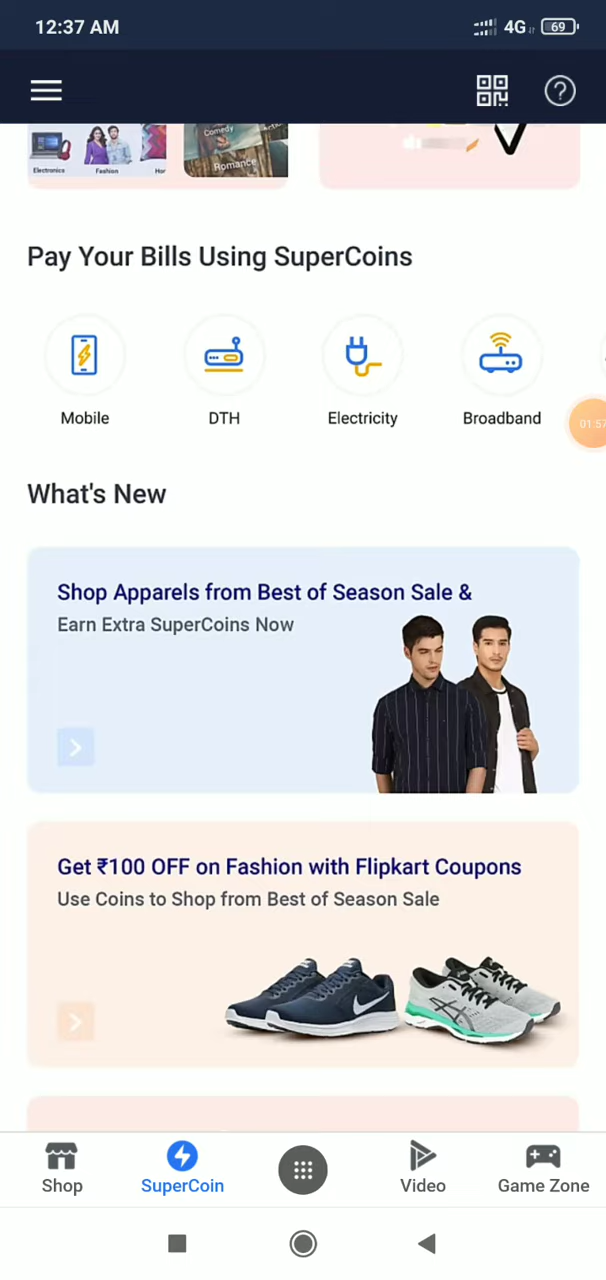 12:37 AM
4G
69
Electronics
Fashion
Comedy
Romance
Pay Your Bills Using SuperCoins
Mobile
DTH
Electricity
Broadband
01:57
What's New
Shop Apparels from Best of Season Sale &
Earn Extra SuperCoins Now
Get ₹100 OFF on Fashion with Flipkart Coupons
Use Coins to Shop from Best of Season Sale
Shop
SuperCoin
Video
Game Zone